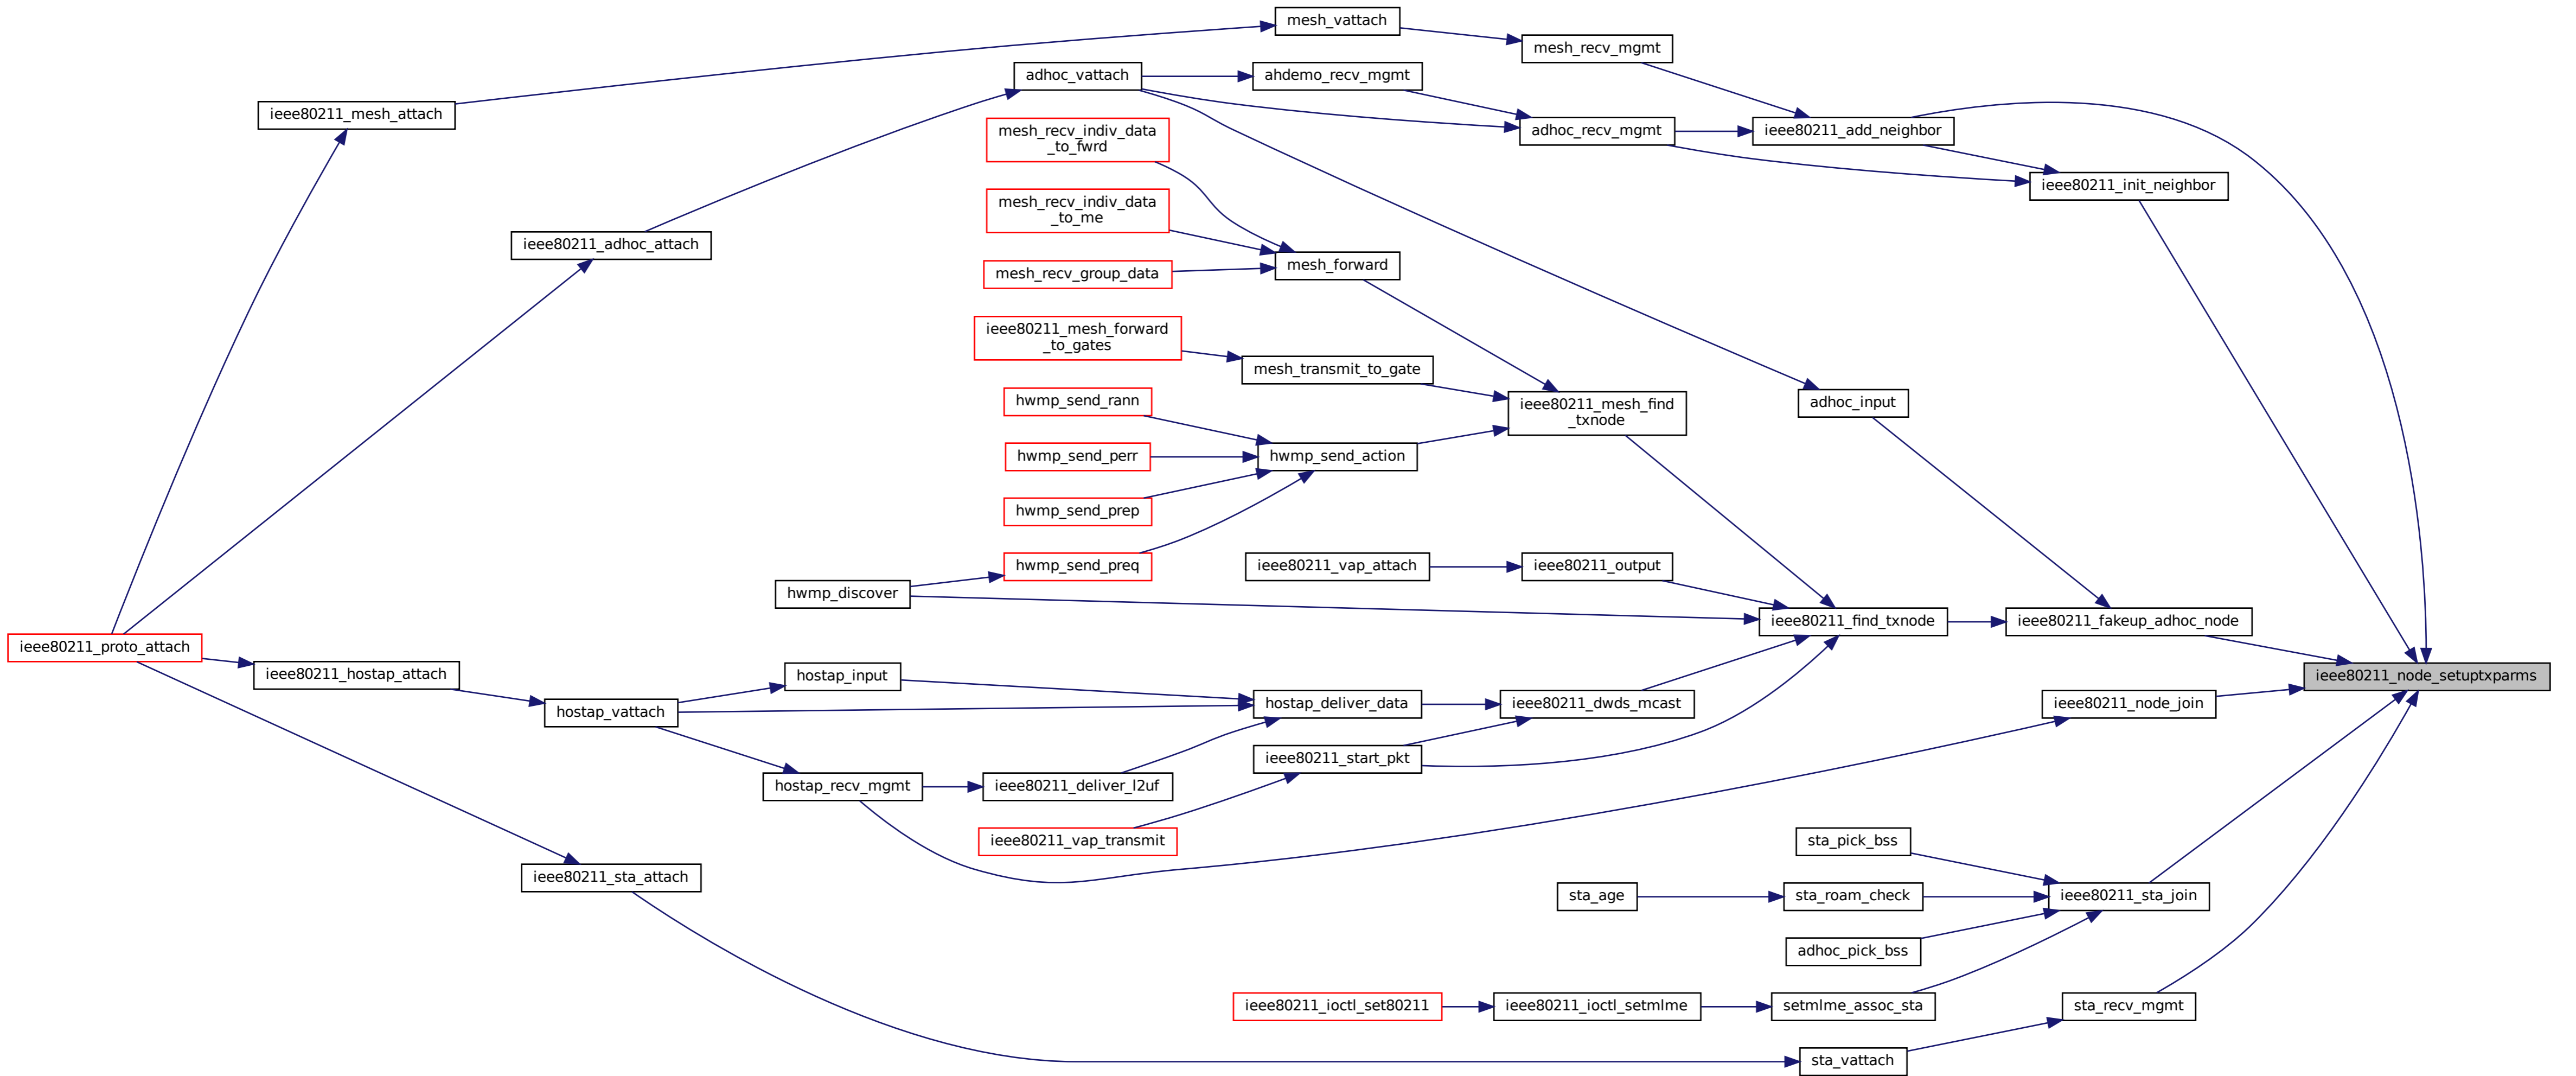 mesh_vattach
mesh_recv_mgmt
adhoc_vattach
ahdemo_recv_mgmt
ieee80211_mesh_attach
mesh_recv_indiv_data
_to_fwrd
adhoc_recv_mgmt
ieee80211_add_neighbor
ieee80211_init_neighbor
mesh_recv_indiv_data
_to_me
ieee80211_adhoc_attach
mesh_forward
mesh_recv_group_data
ieee80211_mesh_forward
_to_gates
mesh_transmit_to_gate
hwmp_send_rann
ieee80211_mesh_find
_txnode
adhoc_input
hwmp_send_perr
hwmp_send_action
hwmp_send_prep
hwmp_send_preq
ieee80211_vap_attach
ieee80211_output
hwmp_discover
ieee80211_find_txnode
ieee80211_fakeup_adhoc_node
ieee80211_proto_attach
ieee80211_hostap_attach
hostap_input
ieee80211_node_setuptxparms
hostap_vattach
hostap_deliver_data
ieee80211_dwds_mcast
ieee80211_node_join
ieee80211_start_pkt
hostap_recv_mgmt
ieee80211_deliver_l2uf
ieee80211_vap_transmit
sta_pick_bss
ieee80211_sta_attach
sta_age
sta_roam_check
ieee80211_sta_join
adhoc_pick_bss
ieee80211_ioctl_set80211
ieee80211_ioctl_setmlme
setmlme_assoc_sta
sta_recv_mgmt
sta_vattach